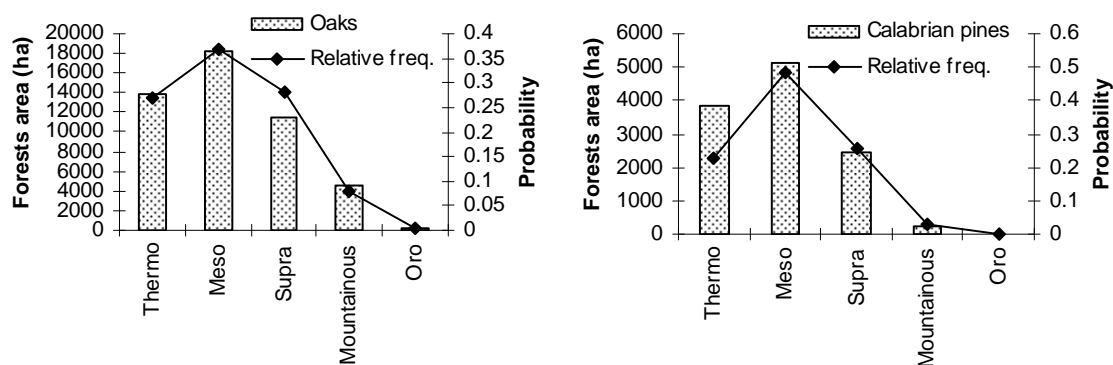 Oaks
Relative freq.
Forests area (ha)
20000
18000
16000
14000
12000
10000
8000
6000
4000
2000
0
0.4
0.35
0.3
0.25
0.2
0.15
0.1
0.05
0
Probability
Thermo
Meso
Supra
Mountainous
Oro
Calabrian pines
Relative freq.
Forests area (ha)
6000
5000
4000
3000
2000
1000
0
0.6
0.5
0.4
0.3
0.2
0.1
0
Probability
Thermo
Meso
Supra
Mountainous
Oro